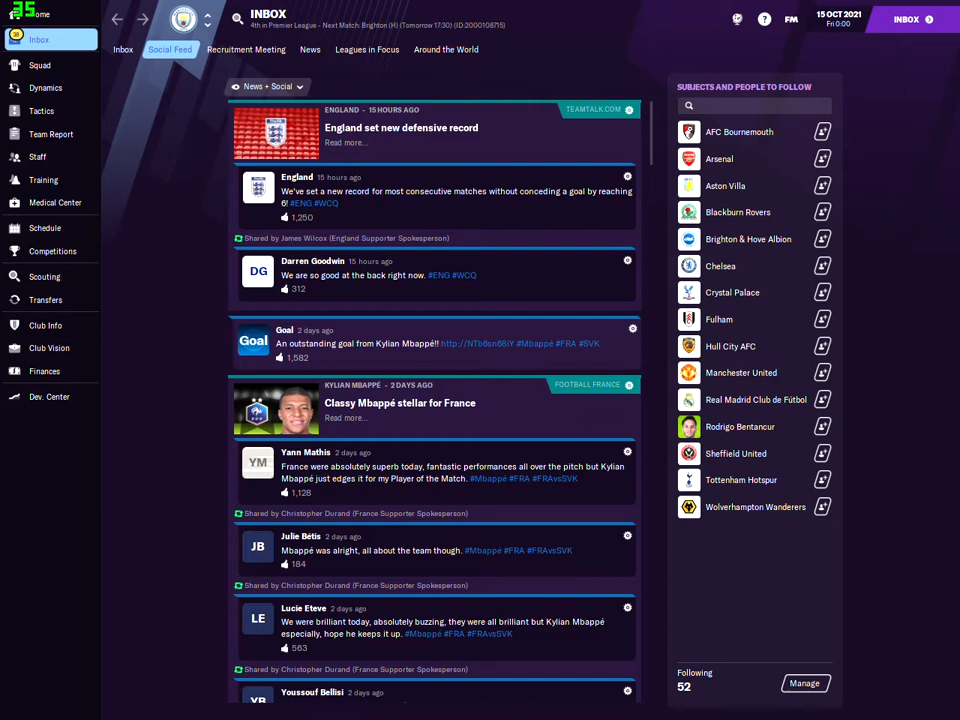 35
ome
INBOX
4th in Premier League - Next Match: Brighton (H) (Tomorrow 17:30) (ID:2000108715)
?
FM
15 OCT 2021
Fri 0:00
INBOX
38
Inbox
Squad
Dynamics
Tactics
Team Report
Staff
Training
Medical Center
Schedule
Competitions
Scouting
Transfers
Club Info
Club Vision
Finances
Dev. Center
Inbox
Social Feed
Recruitment Meeting
News
Leagues in Focus
Around the World
News + Social
ENGLAND - 15 HOURS AGO
TEAMTALK.COM
England set new defensive record
Read more...
England 15 hours ago
We've set a new record for most consecutive matches without conceding a goal by reaching
6! #ENG #WCQ
1,250
Shared by James Wilcox (England Supporter Spokesperson)
DG
Darren Goodwin 15 hours ago
We are so good at the back right now. #ENG #WCQ
312
Goal
Goal 2 days ago
An outstanding goal from Kylian Mbappé!! http://NTb6sn66iY #Mbappé #FRA #SVK
1,582
KYLIAN MBAPPÉ - 2 DAYS AGO
FOOTBALL FRANCE
Classy Mbappé stellar for France
Read more...
YM
Yann Mathis 2 days ago
France were absolutely superb today, fantastic performances all over the pitch but Kylian
Mbappé just edges it for my Player of the Match. #Mbappé #FRA #FRAvsSVK
1,128
Shared by Christopher Durand (France Supporter Spokesperson)
JB
Julie Bétis 2 days ago
Mbappé was alright, all about the team though. #Mbappé #FRA #FRAvsSVK
184
Shared by Christopher Durand (France Supporter Spokesperson)
LE
Lucie Eteve 2 days ago
We were brilliant today, absolutely buzzing, they were all brilliant but Kylian Mbappé
especially, hope he keeps it up. #Mbappé #FRA #FRAvsSVK
563
Shared by Christopher Durand (France Supporter Spokesperson)
YB
Youssouf Bellisi 2 days ago
SUBJECTS AND PEOPLE TO FOLLOW
AFC Bournemouth
Arsenal
Aston Villa
Blackburn Rovers
Brighton & Hove Albion
Chelsea
Crystal Palace
Fulham
Hull City AFC
Manchester United
Real Madrid Club de Fútbol
Rodrigo Bentancur
Sheffield United
Tottenham Hotspur
Wolverhampton Wanderers
Following
52
Manage